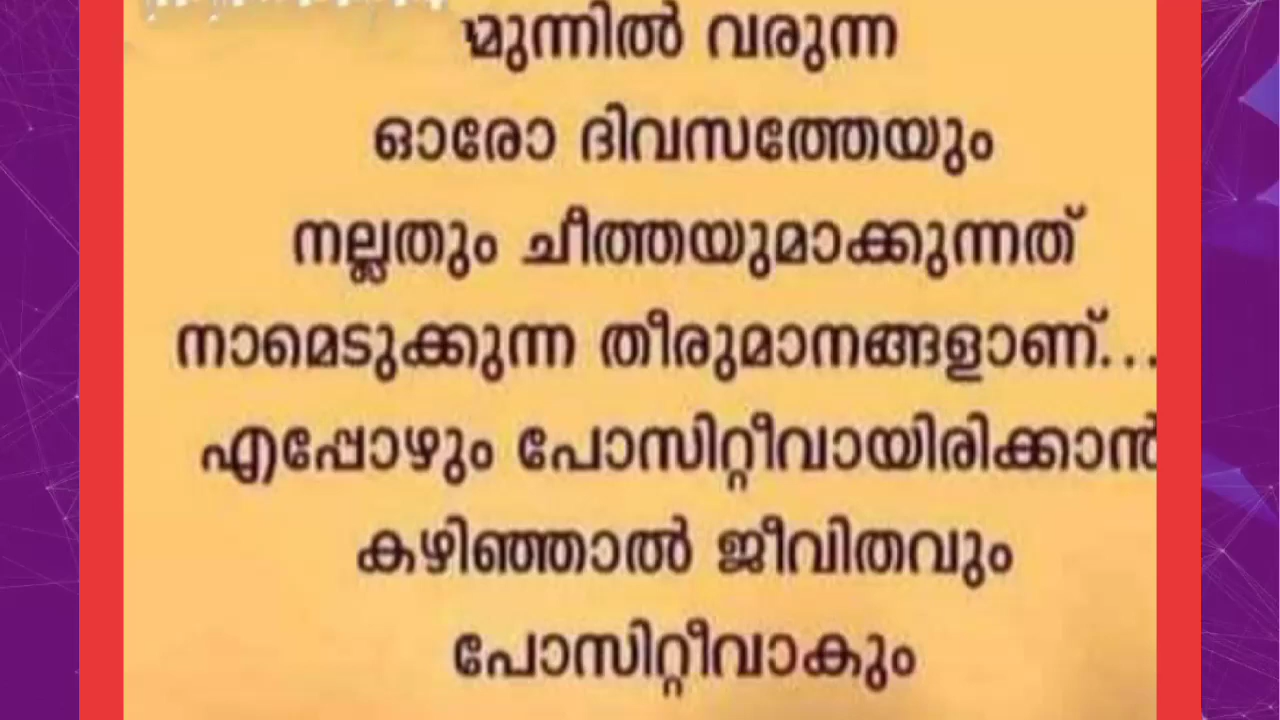 മുന്നിൽ വരുന്ന
ഓരോ ദിവസത്തേയും
നല്ലതും ചീത്തയുമാക്കുന്നത്
നാമെടുക്കുന്ന തീരുമാനങ്ങളാണ്...
എപ്പോഴും പോസിറ്റീവായിരിക്കാൻ
കഴിഞ്ഞാൽ ജീവിതവും
പോസിറ്റീവാകും